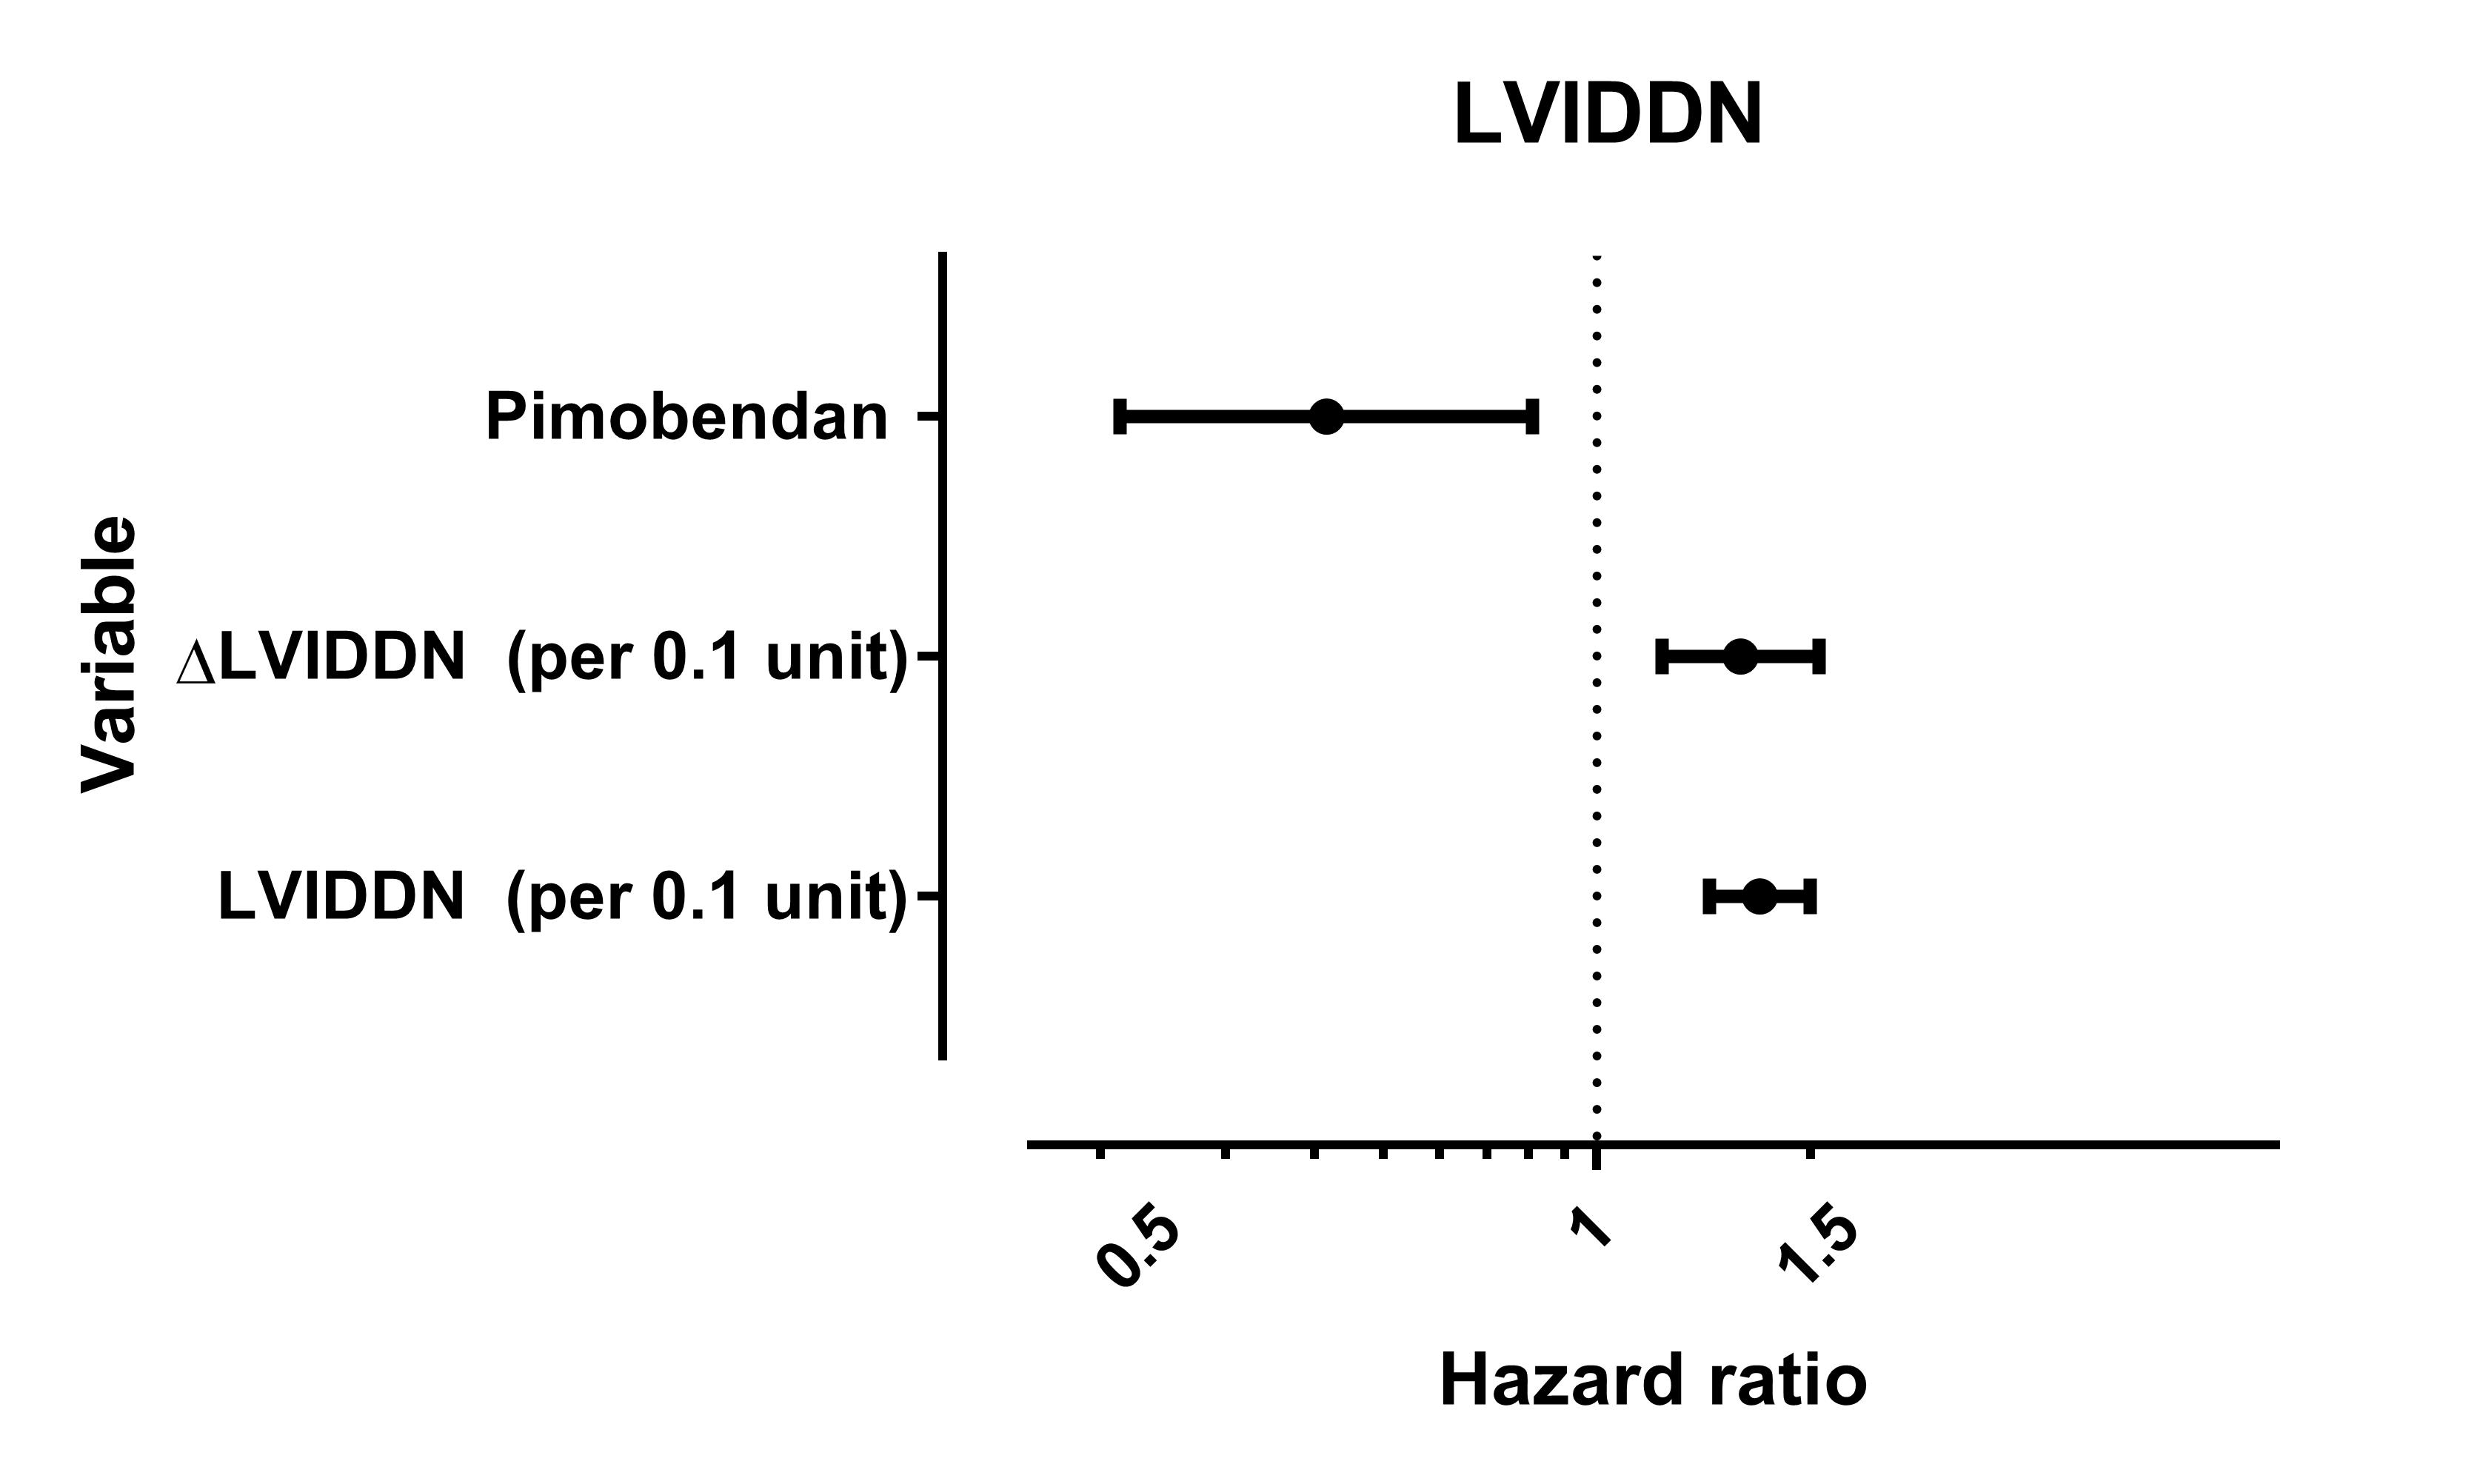 LVIDDN
Variable
Pimobendan
△LVIDDN (per 0.1 unit)
LVIDDN (per 0.1 unit)
0.5
1
1.5
Hazard ratio